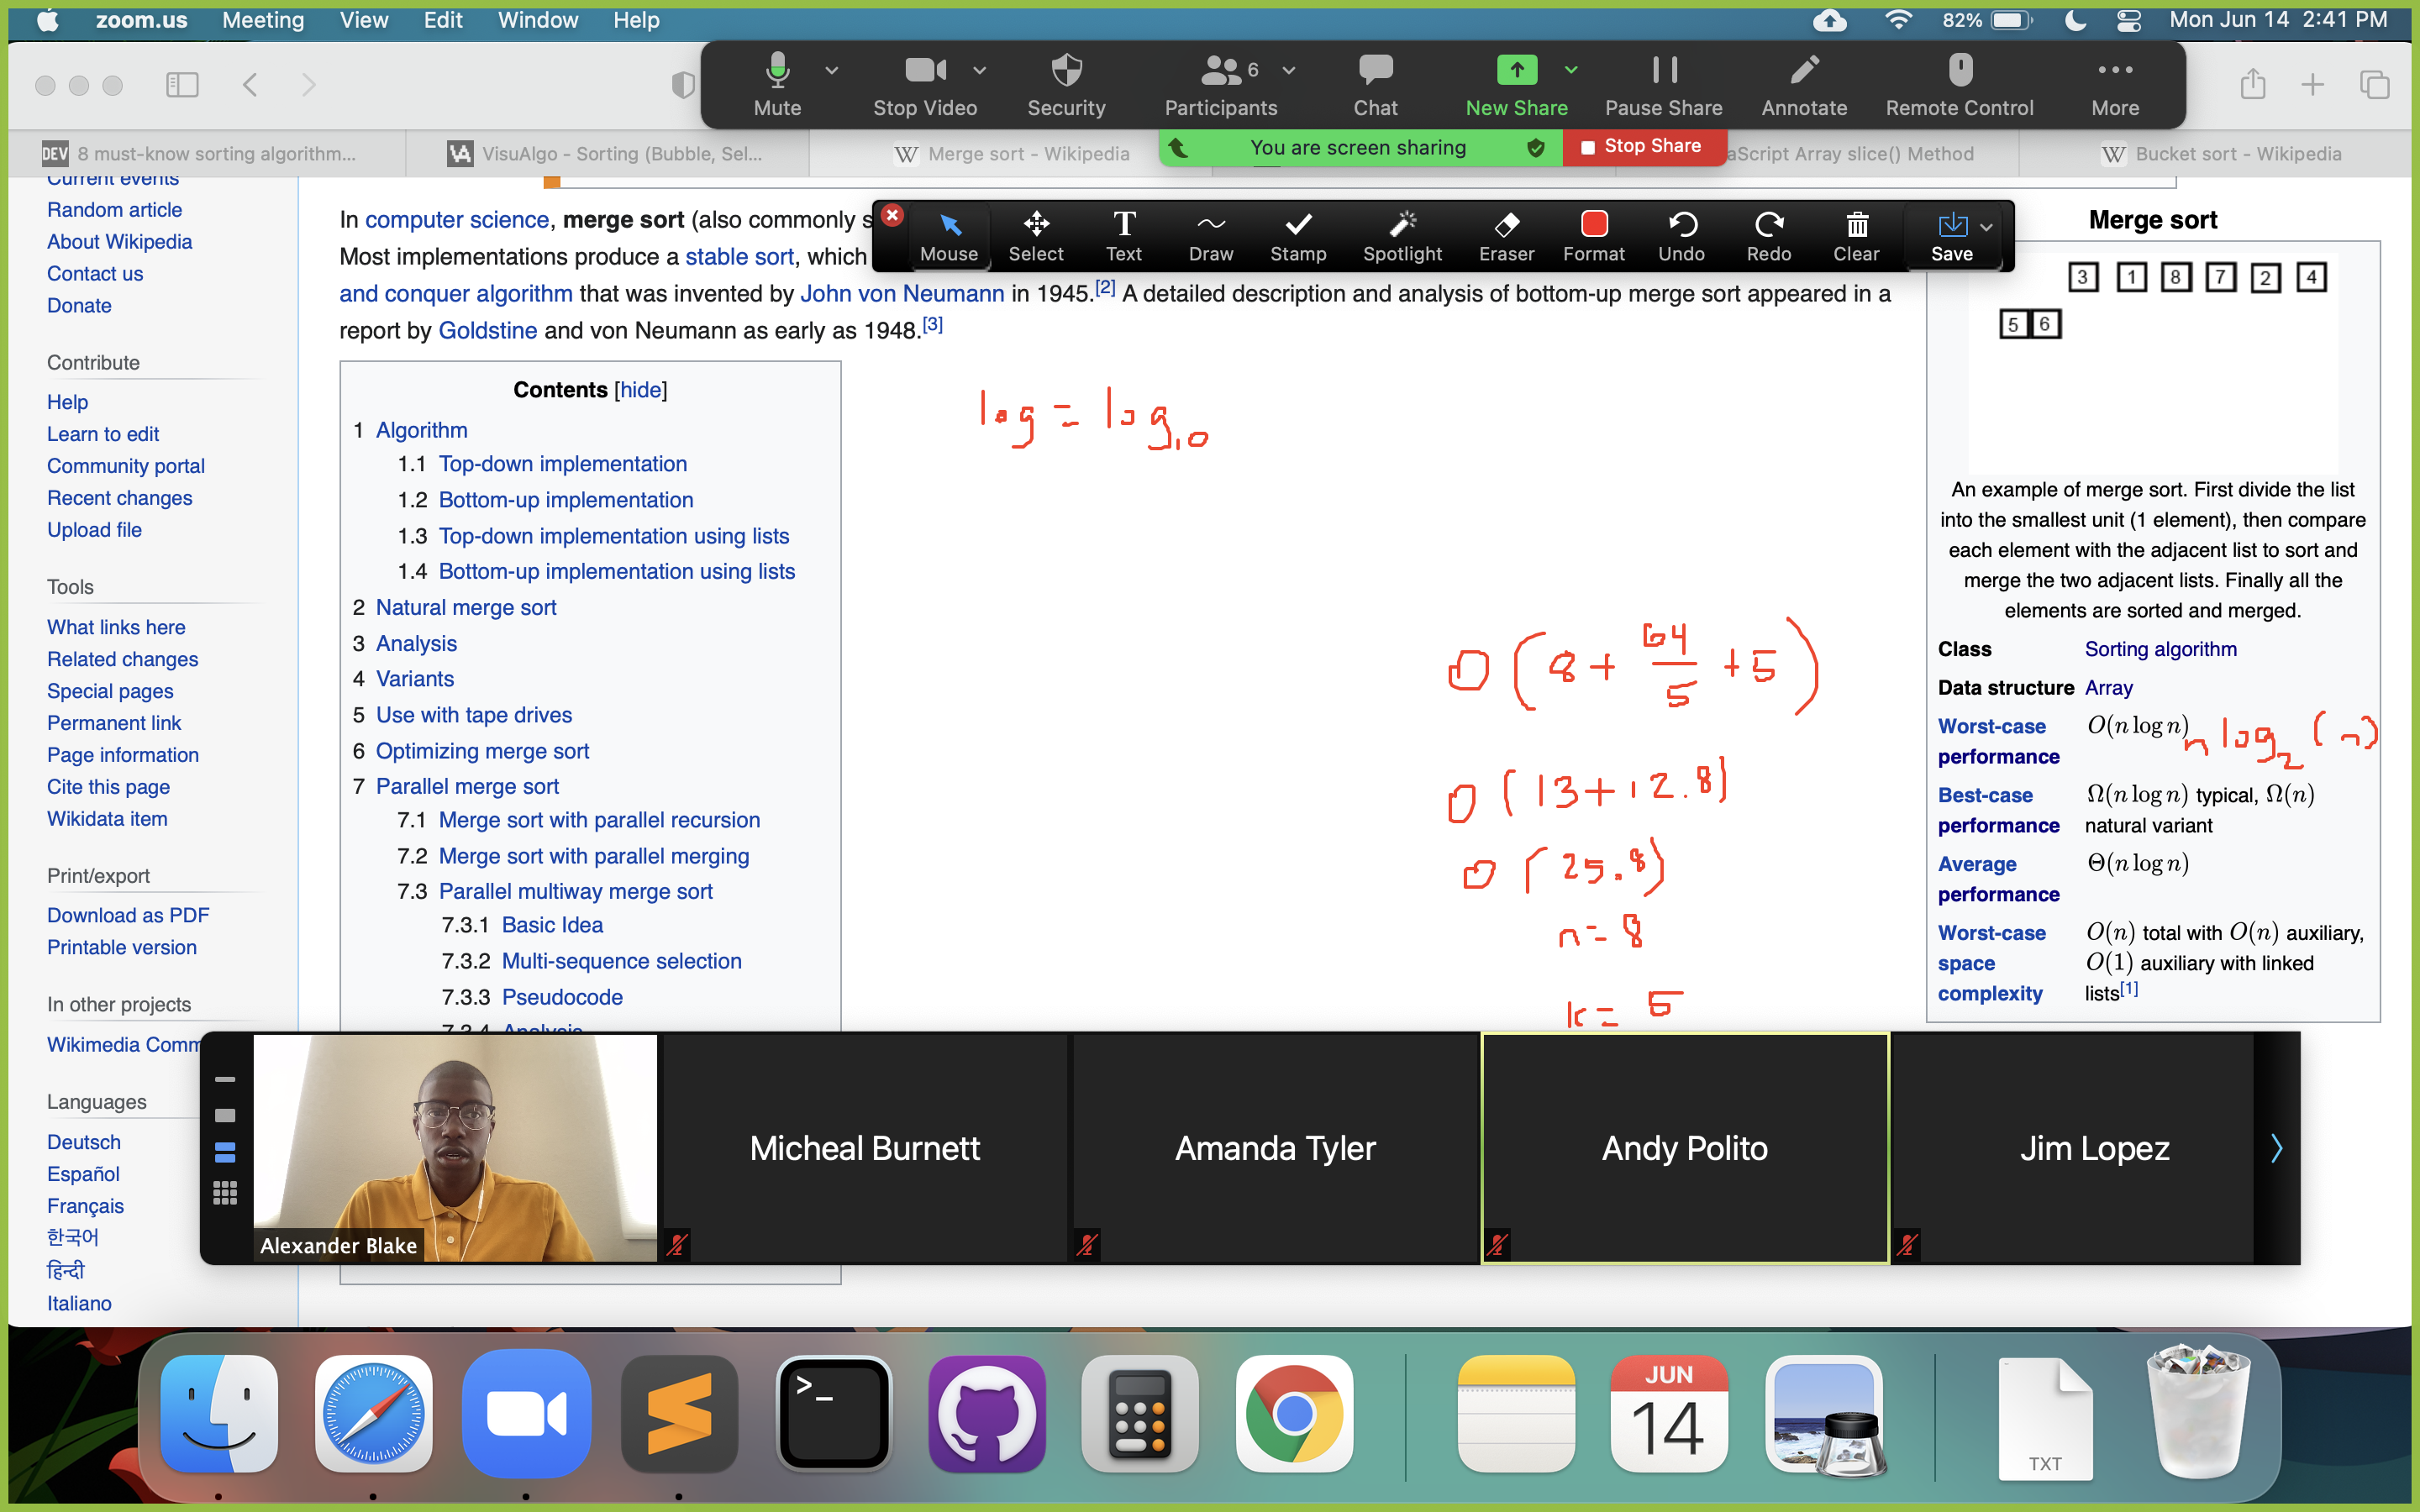 zoom.us Meeting View Edit Window Help 82% Mon Jun 14 2:41 PM
Mute Stop Video Security Participants 6 Chat New Share Pause Share Annotate Remote Control More
You are screen sharing Stop Share
DEV 8 must-know sorting algorithm... VisuAlgo - Sorting (Bubble, Sel... W Merge sort - Wikipedia aScript Array slice() Method W Bucket sort - Wikipedia
Mouse Select Text Draw Stamp Spotlight Eraser Format Undo Redo Clear Save
Current events
Random article
About Wikipedia
Contact us
Donate
Contribute
Help
Learn to edit
Community portal
Recent changes
Upload file
Tools
What links here
Related changes
Special pages
Permanent link
Page information
Cite this page
Wikidata item
Print/export
Download as PDF
Printable version
In other projects
Wikimedia Comm
Languages
Deutsch
Español
Français
한국어
हिन्दी
Italiano
In computer science, merge sort (also commonly s
Most implementations produce a stable sort, which
and conquer algorithm that was invented by John von Neumann in 1945.[2] A detailed description and analysis of bottom-up merge sort appeared in a
report by Goldstine and von Neumann as early as 1948.[3]
Contents [hide]
1 Algorithm
1.1 Top-down implementation
1.2 Bottom-up implementation
1.3 Top-down implementation using lists
1.4 Bottom-up implementation using lists
2 Natural merge sort
3 Analysis
4 Variants
5 Use with tape drives
6 Optimizing merge sort
7 Parallel merge sort
7.1 Merge sort with parallel recursion
7.2 Merge sort with parallel merging
7.3 Parallel multiway merge sort
7.3.1 Basic Idea
7.3.2 Multi-sequence selection
7.3.3 Pseudocode
7.3.4 Analysis
log = log10
O(8 + 64/5 + 5)
O(13+12.8)
O(25.8)
n = 8
k = 5
Merge sort
3 1 8 7 2 4
5 6
An example of merge sort. First divide the list
into the smallest unit (1 element), then compare
each element with the adjacent list to sort and
merge the two adjacent lists. Finally all the
elements are sorted and merged.
Class Sorting algorithm
Data structure Array
Worst-case O(n log n) n log2(n)
performance
Best-case Ω(n log n) typical, Ω(n)
performance natural variant
Average Θ(n log n)
performance
Worst-case O(n) total with O(n) auxiliary,
space O(1) auxiliary with linked
complexity lists[1]
Alexander Blake
Micheal Burnett
Amanda Tyler
Andy Polito
Jim Lopez
>_
JUN
14
TXT